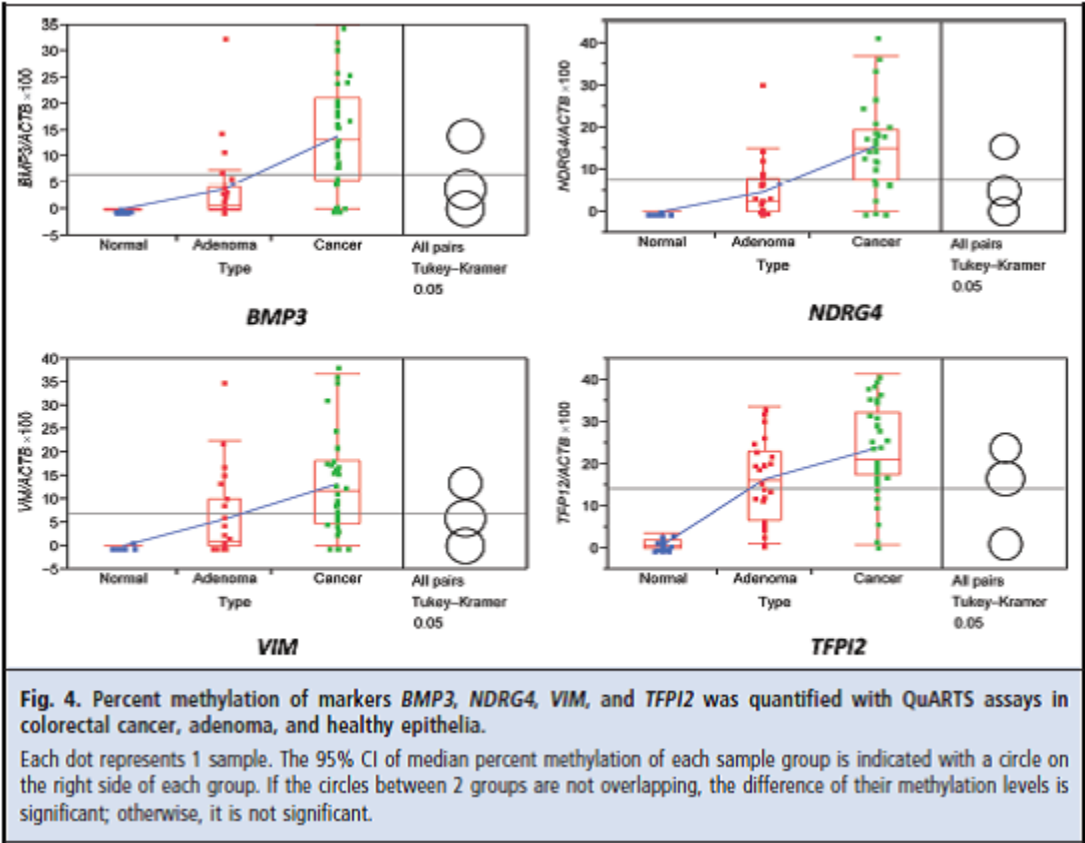 35
30
25
20
15
10
5
0
−5
BMP3/ACTB ×100
Normal Adenoma Cancer
Type
All pairs
Tukey–Kramer
0.05
BMP3
40
30
20
10
0
NDRG4/ACTB ×100
Normal Adenoma Cancer
Type
All pairs
Tukey–Kramer
0.05
NDRG4
40
35
30
25
20
15
10
5
0
−5
VIM/ACTB ×100
Normal Adenoma Cancer
Type
All pairs
Tukey–Kramer
0.05
VIM
40
30
20
10
0
TFP12/ACTB ×100
Normal Adenoma Cancer
Type
All pairs
Tukey–Kramer
0.05
TFPI2
Fig. 4. Percent methylation of markers BMP3, NDRG4, VIM, and TFPI2 was quantified with QuARTS assays in
colorectal cancer, adenoma, and healthy epithelia.
Each dot represents 1 sample. The 95% CI of median percent methylation of each sample group is indicated with a circle on
the right side of each group. If the circles between 2 groups are not overlapping, the difference of their methylation levels is
significant; otherwise, it is not significant.